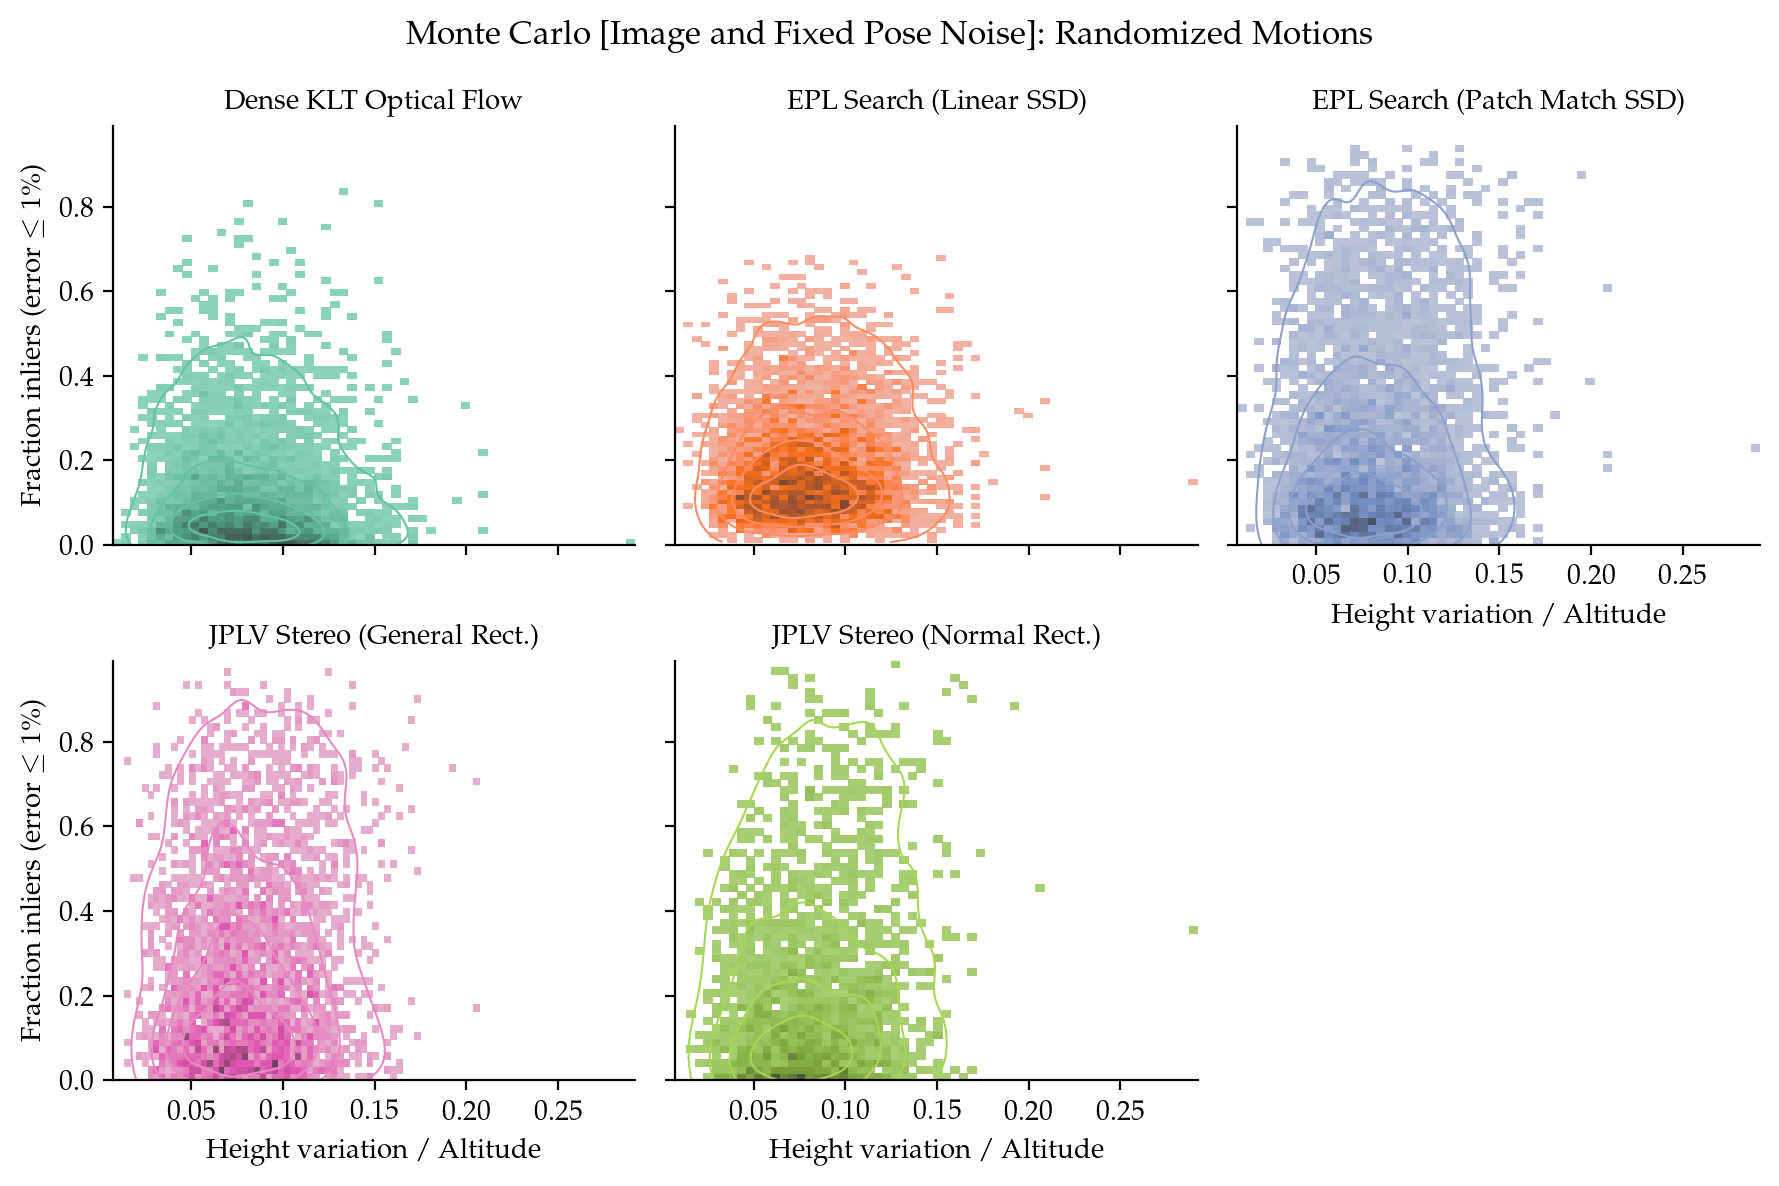 Monte Carlo [Image and Fixed Pose Noise]: Randomized Motions
Dense KLT Optical Flow
EPL Search (Linear SSD)
EPL Search (Patch Match SSD)
Fraction inliers (error ≤ 1%)
0.8
0.6
0.4
0.2
0.0
0.05 0.10 0.15 0.20 0.25
Height variation / Altitude
JPLV Stereo (General Rect.)
JPLV Stereo (Normal Rect.)
Fraction inliers (error ≤ 1%)
0.8
0.6
0.4
0.2
0.0
0.05 0.10 0.15 0.20 0.25
0.05 0.10 0.15 0.20 0.25
Height variation / Altitude
Height variation / Altitude